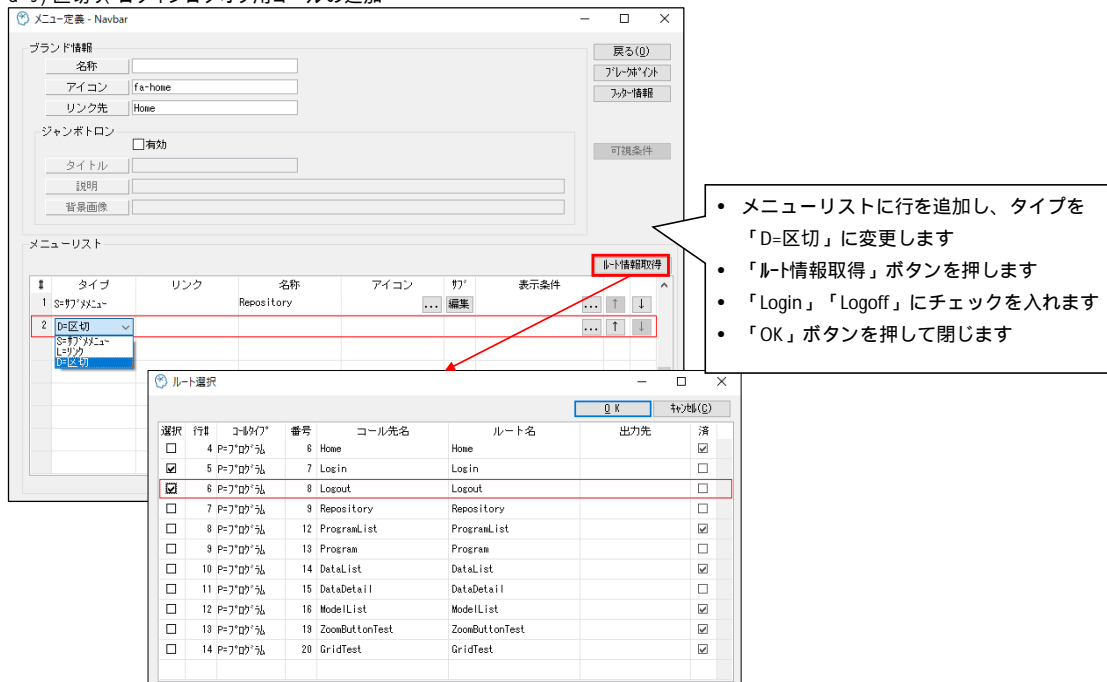 メニュー定義 - Navbar
ブランド情報
名称
アイコン fa-home
リンク先 Home
戻る(0)
ブレークポイント
フッター情報
ジャンボトロン
有効
可視条件
タイトル
説明
背景画像
メニューリスト
ルート情報取得
# タイプ リンク 名称 アイコン サブ 表示条件
1 S=サブメニュー Repository ... 編集 ... ↑ ↓
2 D=区切 ... ↑ ↓
S=サブメニュー
L=リンク
D=区切
• メニューリストに行を追加し、タイプを
「D=区切」に変更します
• 「ルート情報取得」ボタンを押します
• 「Login」「Logoff」にチェックを入れます
• 「OK」ボタンを押して閉じます
ルート選択
OK キャンセル(C)
選択 行# コールタイプ 番号 コール先名 ルート名 出力先 済
4 P=プログラム 6 Home Home
5 P=プログラム 7 Login Login
6 P=プログラム 8 Logout Logout
7 P=プログラム 9 Repository Repository
8 P=プログラム 12 ProgramList ProgramList
9 P=プログラム 13 Program Program
10 P=プログラム 14 DataList DataList
11 P=プログラム 15 DataDetail DataDetail
12 P=プログラム 16 ModelList ModelList
13 P=プログラム 19 ZoomButtonTest ZoomButtonTest
14 P=プログラム 20 GridTest GridTest